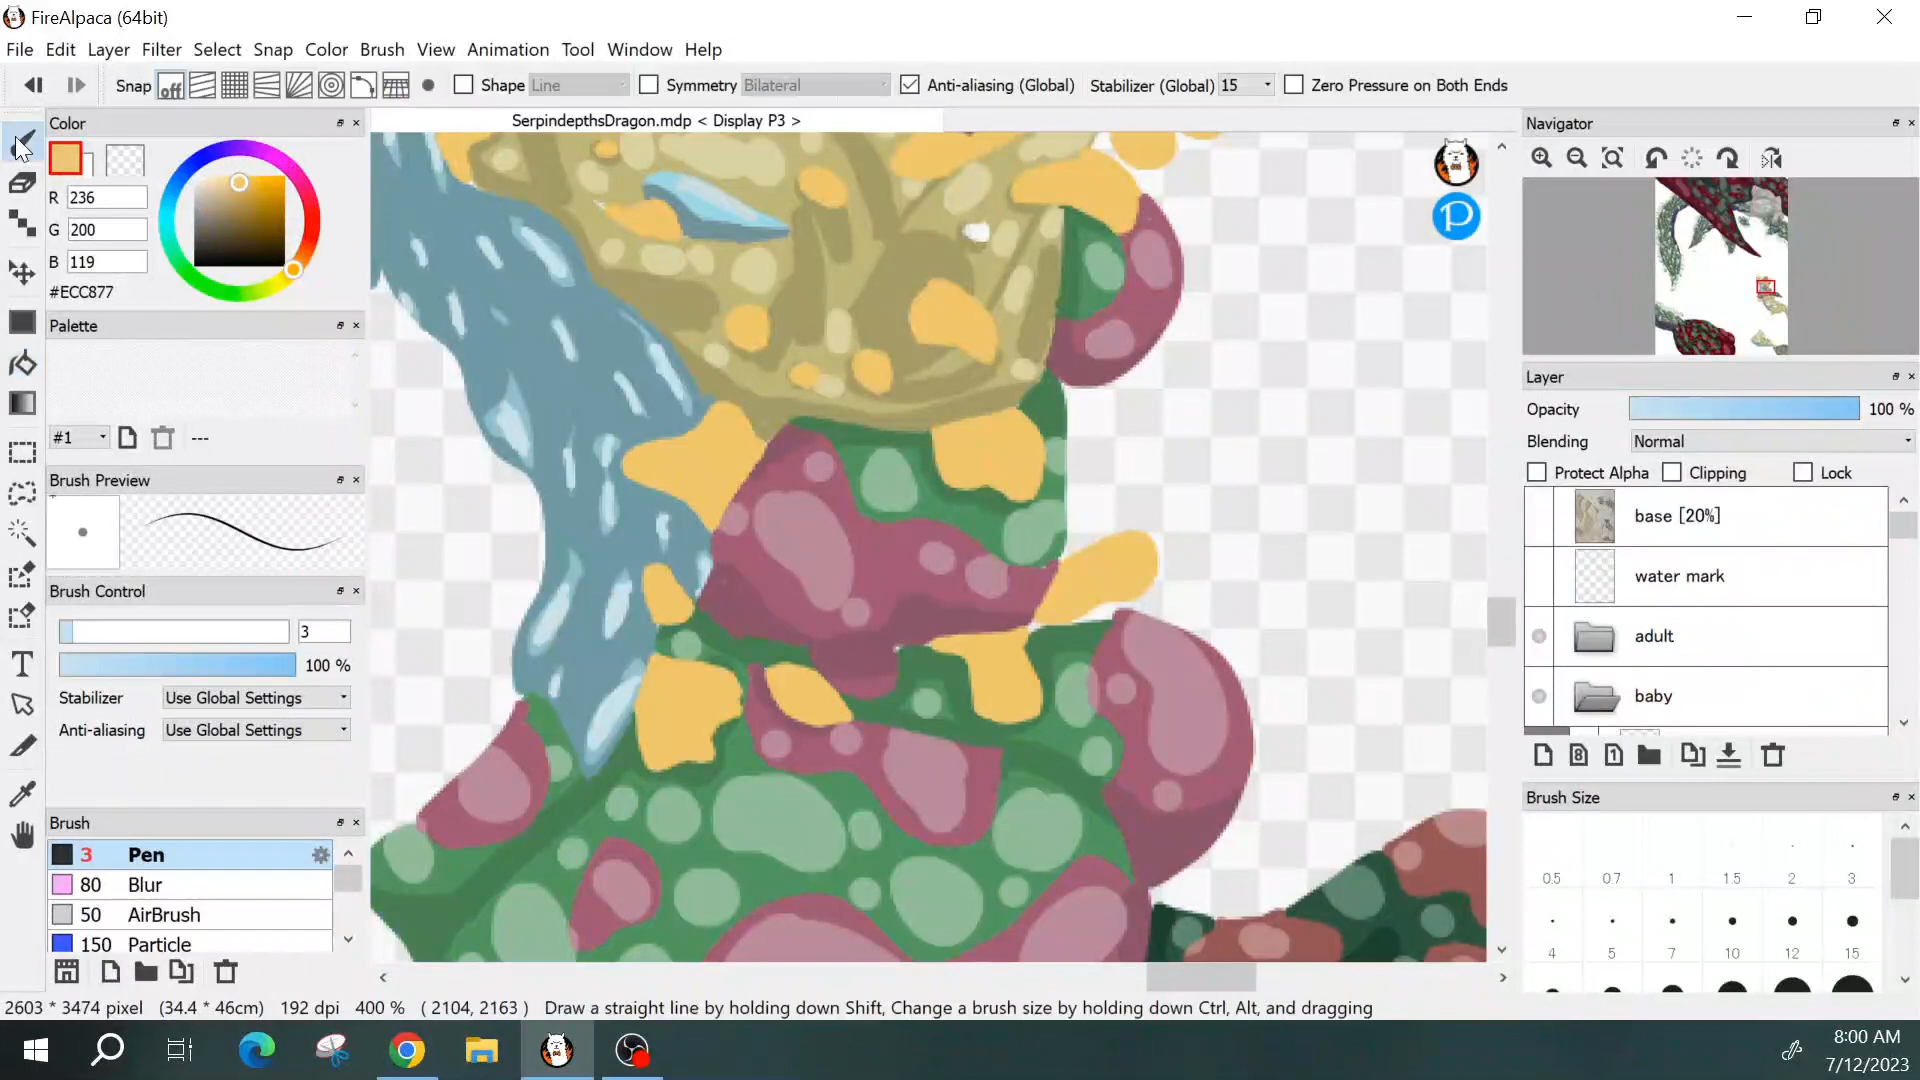 FireAlpaca (64bit)
File Edit Layer Filter Select Snap Color Brush View Animation Tool Window Help
Snap off Shape Line Symmetry Bilateral Anti-aliasing (Global) Stabilizer (Global) 15 Zero Pressure on Both Ends
Color
SerpindepthsDragon.mdp < Display P3 >
Navigator
R 236
G 200
B 119
#ECC877
Palette
#1 ---
Brush Preview
Brush Control
3
100 %
Stabilizer Use Global Settings
Anti-aliasing Use Global Settings
Brush
3 Pen
80 Blur
50 AirBrush
150 Particle
P
Layer
Opacity 100 %
Blending Normal
Protect Alpha Clipping Lock
base [20%]
water mark
adult
baby
8 1
Brush Size
0.5 0.7 1 1.5 2 3
4 5 7 10 12 15
2603 * 3474 pixel (34.4 * 46cm) 192 dpi 400 % ( 2104, 2163 ) Draw a straight line by holding down Shift, Change a brush size by holding down Ctrl, Alt, and dragging
8:00 AM
7/12/2023